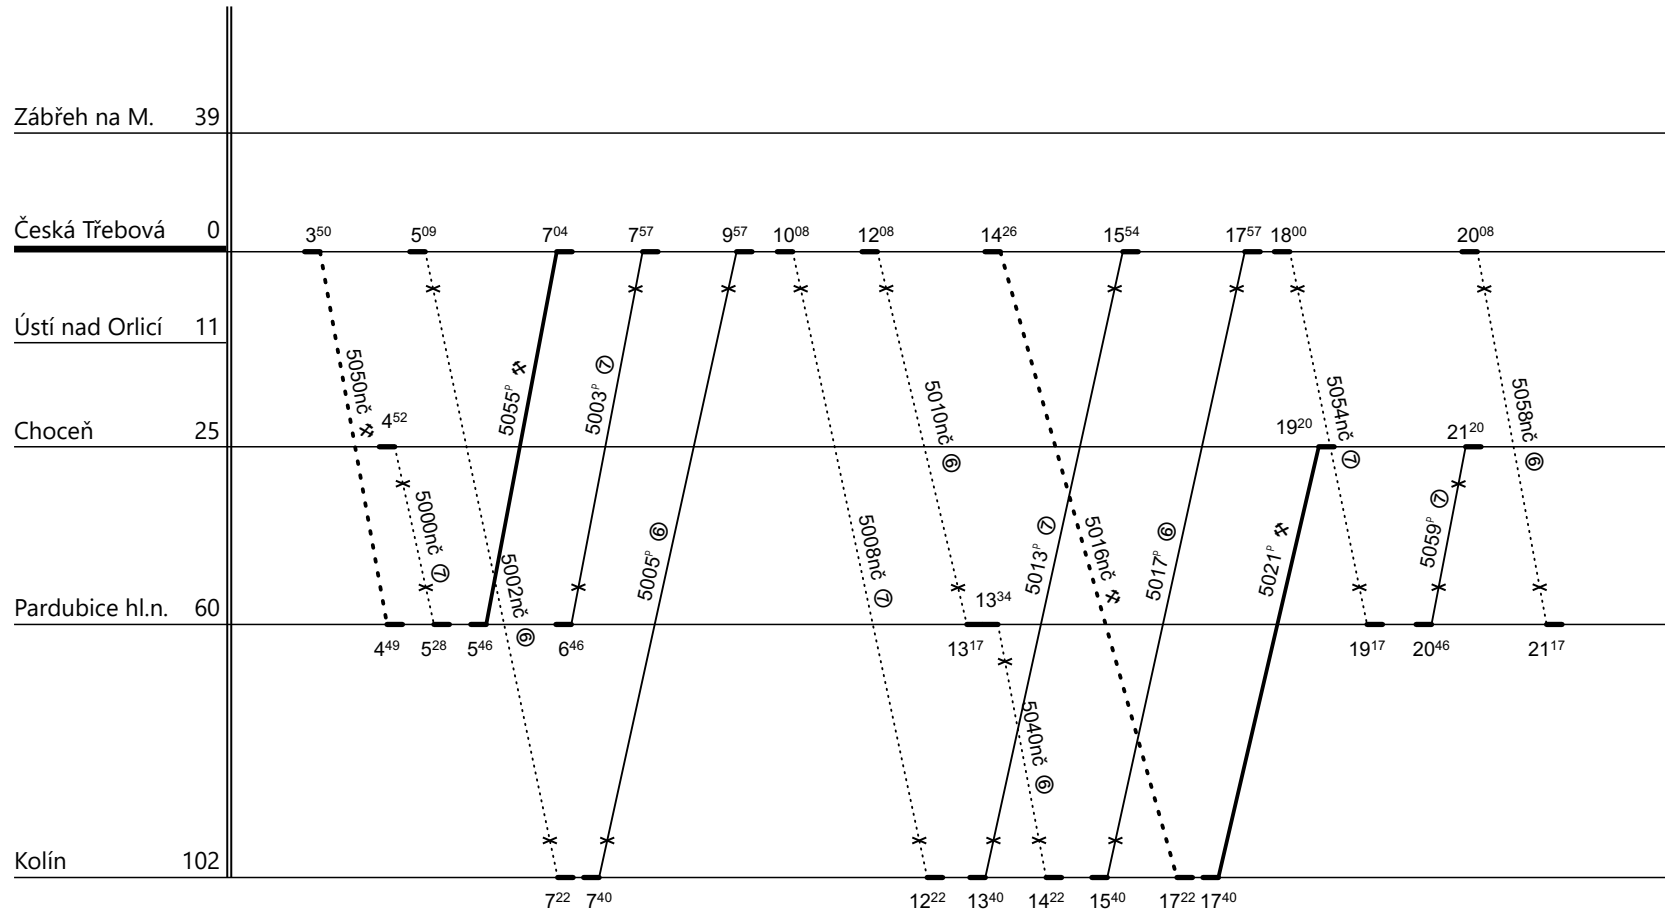 Zábřeh na M. 39
Česká Třebová 0
3⁵⁰ 5⁰⁹ 7⁰⁴ 7⁵⁷ 9⁵⁷ 10⁰⁸ 12⁰⁸ 14²⁶ 15⁵⁴ 17⁵⁷ 18⁰⁰ 20⁰⁸
Ústí nad Orlicí 11
5050nč ⚒
5055ᴾ ⚒
5003ᴾ ⑦
5010nč ⑥
5054nč ⑦
5058nč ⑥
Choceň 25
4⁵² 19²⁰ 21²⁰
5000nč ⑦
5002nč ⑥
5005ᴾ ⑥
5008nč ⑦
5013ᴾ ⑦
5016nč ⚒
5017ᴾ ⑥
5021ᴾ ⚒
5059ᴾ ⑦
Pardubice hl.n. 60
13³⁴
4⁴⁹ 5²⁸ 5⁴⁶ 6⁴⁶ 13¹⁷ 19¹⁷ 20⁴⁶ 21¹⁷
5040nč ⑥
Kolín 102
7²² 7⁴⁰ 12²² 13⁴⁰ 14²² 15⁴⁰ 17²² 17⁴⁰